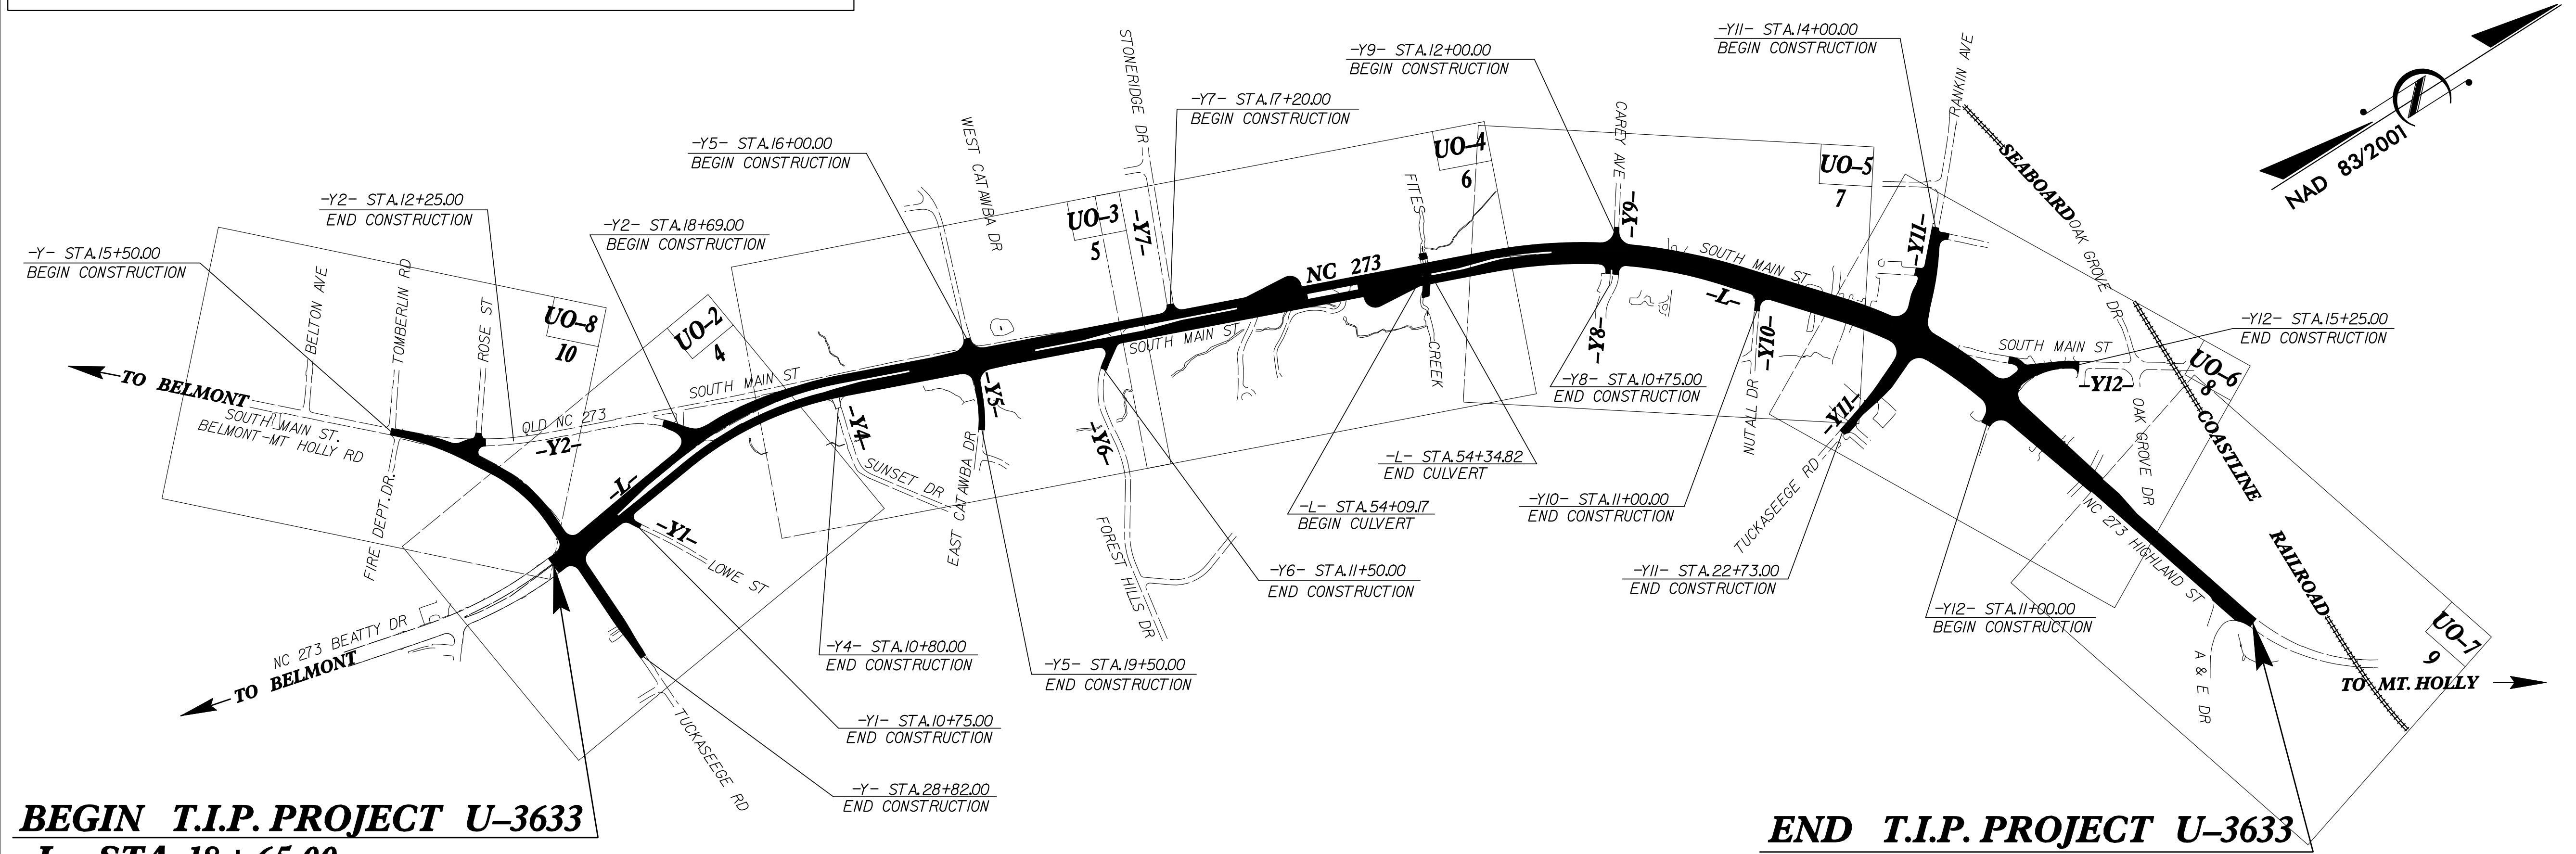 -Y11- STA.14+00.00
BEGIN CONSTRUCTION
-Y9- STA.12+00.00
BEGIN CONSTRUCTION
-Y7- STA.17+20.00
BEGIN CONSTRUCTION
-Y5- STA.16+00.00
BEGIN CONSTRUCTION
-Y2- STA.12+25.00
END CONSTRUCTION
-Y2- STA.18+69.00
BEGIN CONSTRUCTION
-Y- STA.15+50.00
BEGIN CONSTRUCTION
STONERIDGE DR
WEST CATAWBA DR
CAREY AVE
RANKIN AVE
NAD 83/2001
SEABOARD
OAK GROVE DR
UO-3
5
UO-4
6
UO-5
7
-Y7-
FITES
CREEK
-Y9-
-Y11-
BELTON AVE
TOMBERLIN RD
ROSE ST
UO-8
10
UO-2
4
NC 273
SOUTH MAIN ST
-L-
-Y12- STA.15+25.00
END CONSTRUCTION
TO BELMONT
SOUTH MAIN ST.
BELMONT-MT HOLLY RD
OLD NC 273
-Y2-
SOUTH MAIN ST
SOUTH MAIN ST
-Y8-
-Y10-
SOUTH MAIN ST
-Y12-
UO-6
8
COASTLINE
-Y4-
-Y5-
-Y6-
-L-
SUNSET DR
EAST CATAWBA DR
-Y8- STA.10+75.00
END CONSTRUCTION
NUTALL DR
-Y11-
TUCKASEEGE RD
OAK GROVE DR
FIRE DEPT.DR.
-Y1-
LOWE ST
FOREST HILLS DR
-L- STA.54+34.82
END CULVERT
-L- STA.54+09.17
BEGIN CULVERT
-Y10- STA.11+00.00
END CONSTRUCTION
NC 273 HIGHLAND ST
RAILROAD
-Y6- STA.11+50.00
END CONSTRUCTION
-Y11- STA.22+73.00
END CONSTRUCTION
-Y12- STA.11+00.00
BEGIN CONSTRUCTION
NC 273 BEATTY DR
TO BELMONT
-Y4- STA.10+80.00
END CONSTRUCTION
-Y5- STA.19+50.00
END CONSTRUCTION
UO-7
9
A & E DR
TO MT. HOLLY
-Y1- STA.10+75.00
END CONSTRUCTION
TUCKASEEGE RD
-Y- STA.28+82.00
END CONSTRUCTION
BEGIN T.I.P. PROJECT U-3633
-L- STA. 18+65.00
END T.I.P. PROJECT U-3633